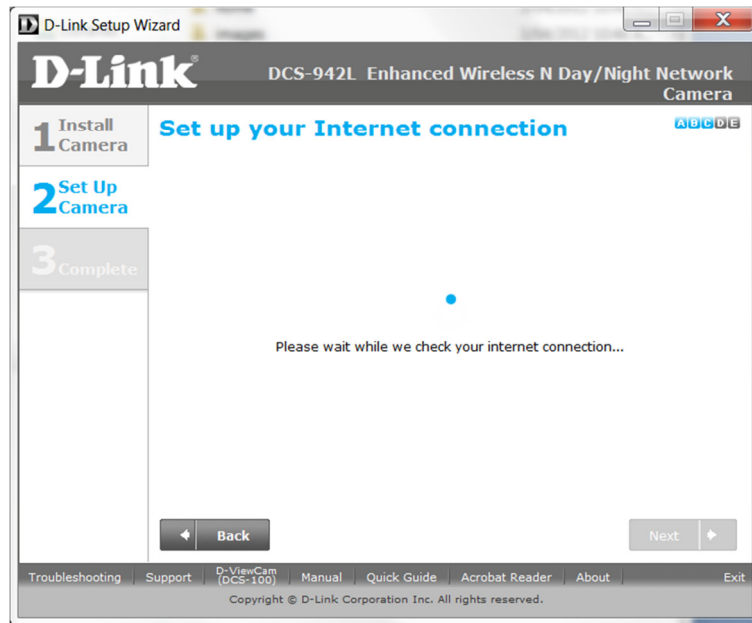 D-Link Setup Wizard
D-Link®
DCS-942L Enhanced Wireless N Day/Night Network
Camera
1 Install
Camera
Set up your Internet connection
A B C D E
2 Set Up
Camera
3 Complete
Please wait while we check your internet connection...
Back
Next
Troubleshooting
Support
D-ViewCam
(DCS-100)
Manual
Quick Guide
Acrobat Reader
About
Exit
Copyright © D-Link Corporation Inc. All rights reserved.